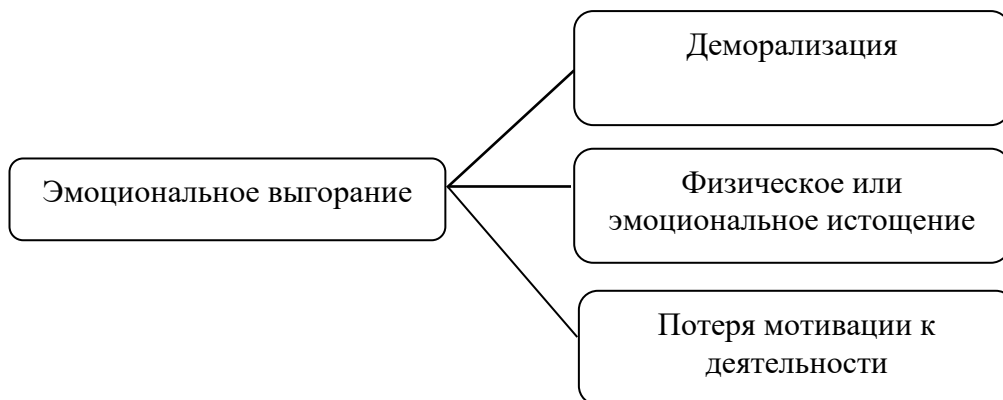 Деморализация
Эмоциональное выгорание
Физическое или
эмоциональное истощение
Потеря мотивации к
деятельности